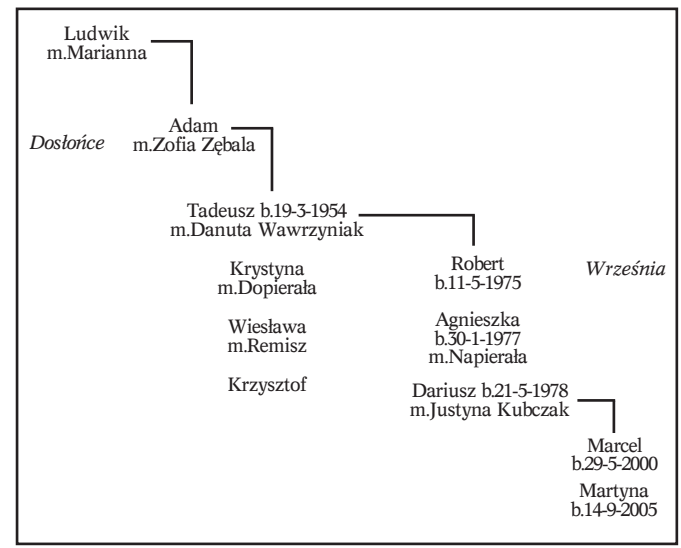 Ludwik
m.Marianna
Adam
Dosłońce
m.Zofia Zębala
Tadeusz b.19-3-1954
m.Danuta Wawrzyniak
Krystyna
m.Dopierała
Robert
b.11-5-1975
Września
Wiesława
m.Remisz
Agnieszka
b.30-1-1977
m.Napierała
Krzysztof
Dariusz b.21-5-1978
m.Justyna Kubczak
Marcel
b.29-5-2000
Martyna
b.14-9-2005